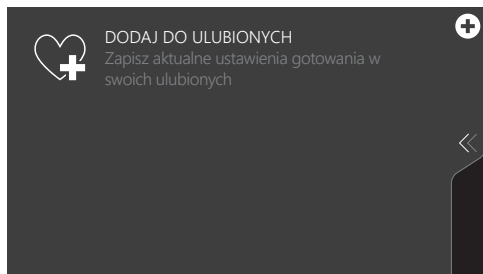 DODAJ DO ULUBIONYCH
Zapisz aktualne ustawienia gotowania w
swoich ulubionych